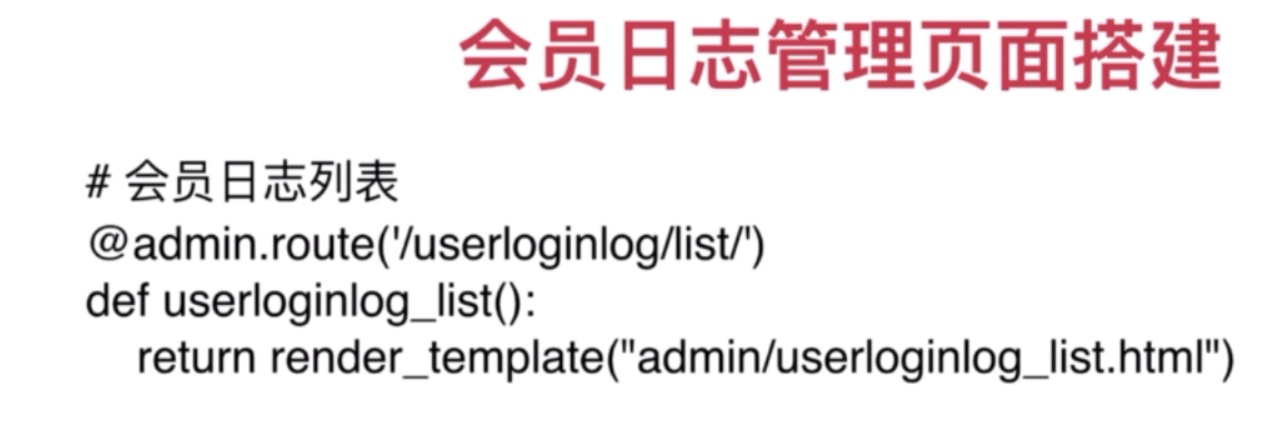 会员日志管理页面搭建
# 会员日志列表
@admin.route('/userloginlog/list/')
def userloginlog_list():
    return render_template("admin/userloginlog_list.html")